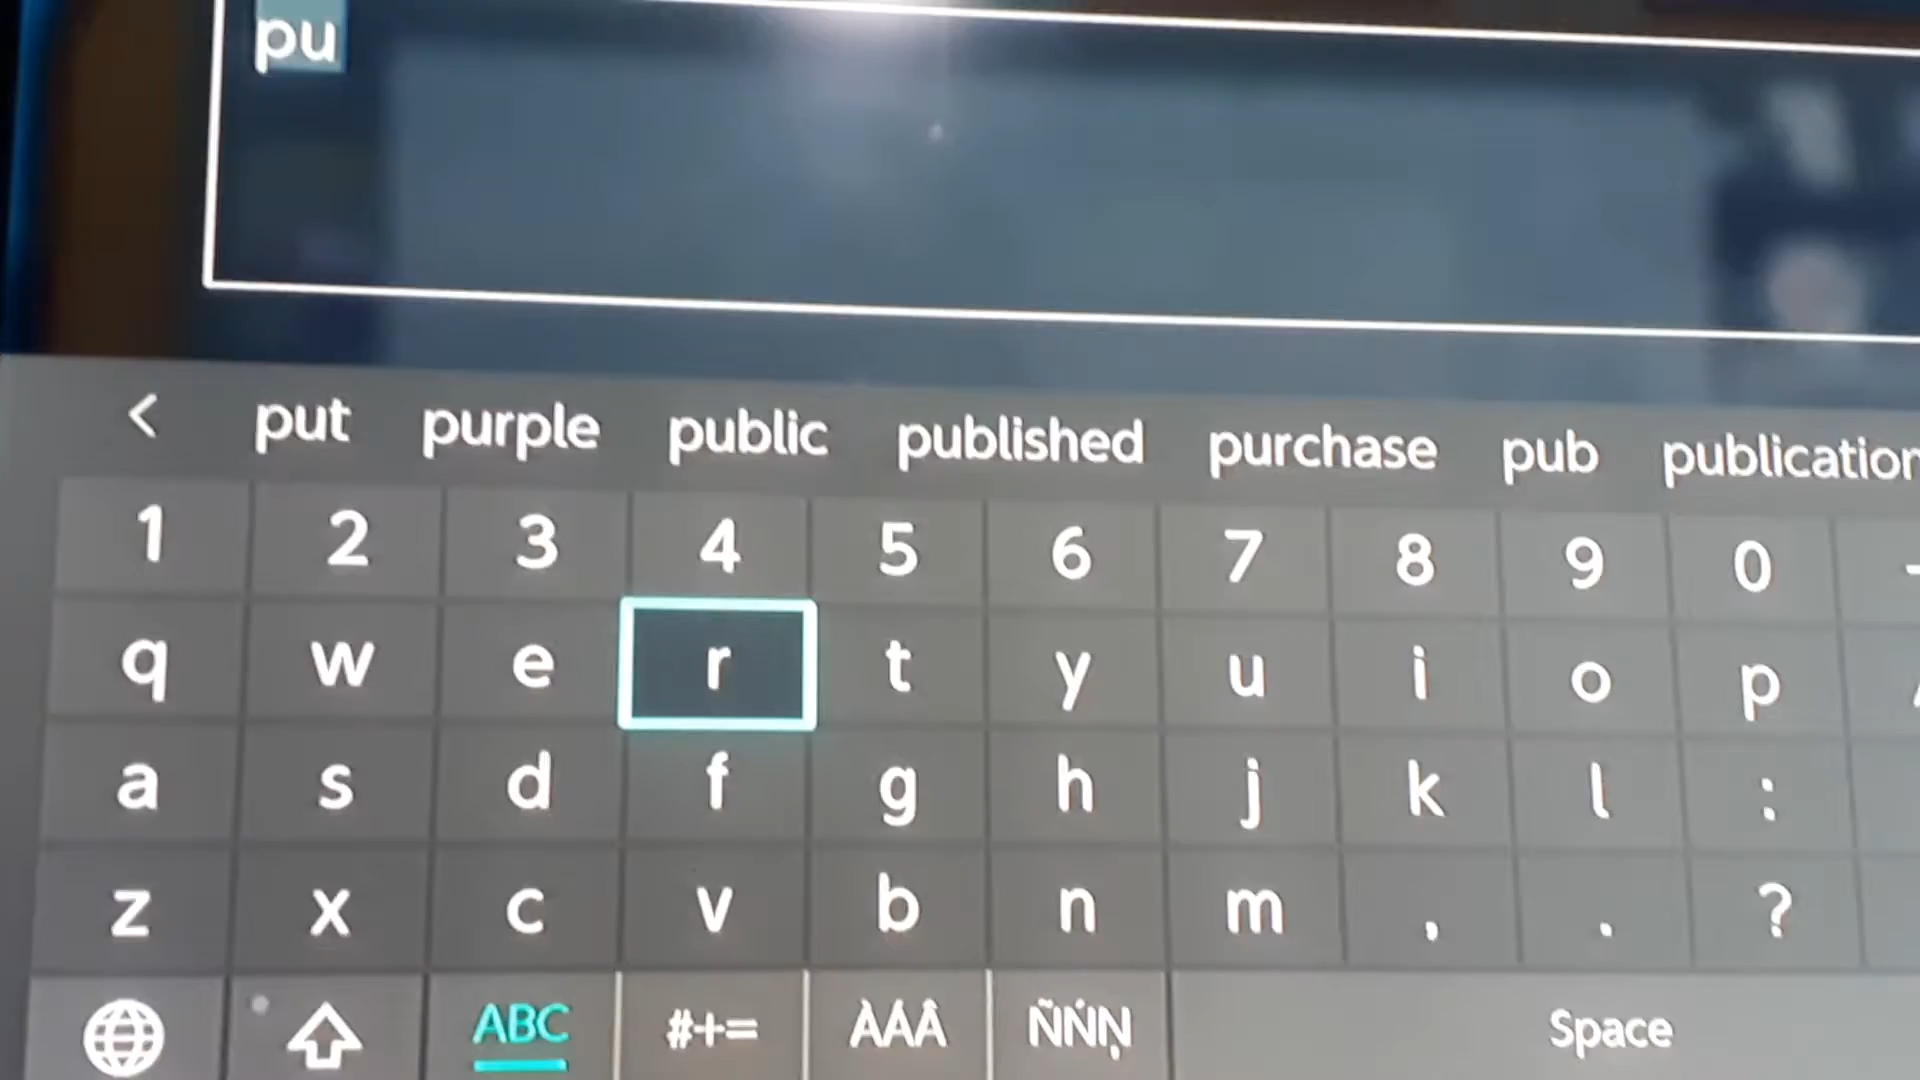 pu
< put purple public published purchase pub publication
1 2 3 4 5 6 7 8 9 0 -
q w e r t y u i o p /
a s d f g h j k l :
z x c v b n m , . ?
ABC #+= ÀÁÂ ÑŃŅ Space